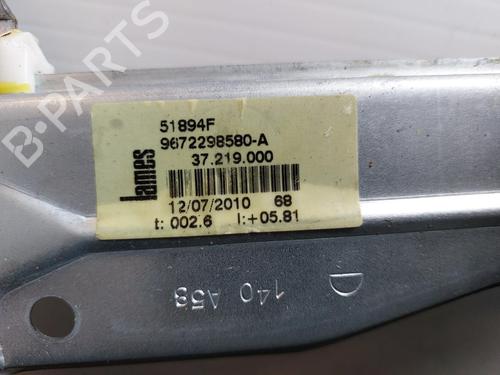 B-PARTS
51894F
9672298580-A
37.219.000
lames
12/07/2010 68
t: 002.6 l:+05.81
D 140 A53